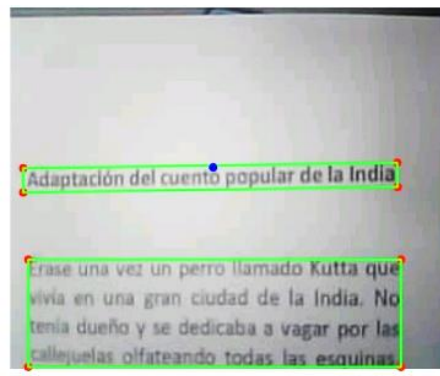 Adaptación del cuento popular de la India
Erase una vez un perro llamado Kutta que
vivía en una gran ciudad de la India. No
tenía dueño y se dedicaba a vagar por las
callejuelas olfateando todas las esquinas